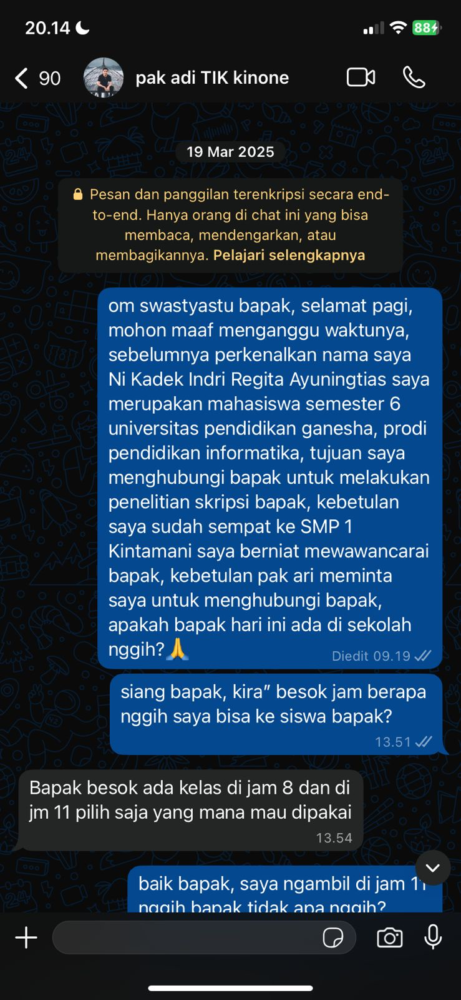 20.14
88
90
pak adi TIK kinone
19 Mar 2025
Pesan dan panggilan terenkripsi secara end-
to-end. Hanya orang di chat ini yang bisa
membaca, mendengarkan, atau
membagikannya. Pelajari selengkapnya
om swastyastu bapak, selamat pagi,
mohon maaf menganggu waktunya,
sebelumnya perkenalkan nama saya
Ni Kadek Indri Regita Ayuningtias saya
merupakan mahasiswa semester 6
universitas pendidikan ganesha, prodi
pendidikan informatika, tujuan saya
menghubungi bapak untuk melakukan
penelitian skripsi bapak, kebetulan
saya sudah sempat ke SMP 1
Kintamani saya berniat mewawancarai
bapak, kebetulan pak ari meminta
saya untuk menghubungi bapak,
apakah bapak hari ini ada di sekolah
nggih?🙏
Diedit 09.19
siang bapak, kira” besok jam berapa
nggih saya bisa ke siswa bapak?
13.51
Bapak besok ada kelas di jam 8 dan di
jm 11 pilih saja yang mana mau dipakai
13.54
baik bapak, saya ngambil di jam 11
nggih bapak tidak apa nggih?